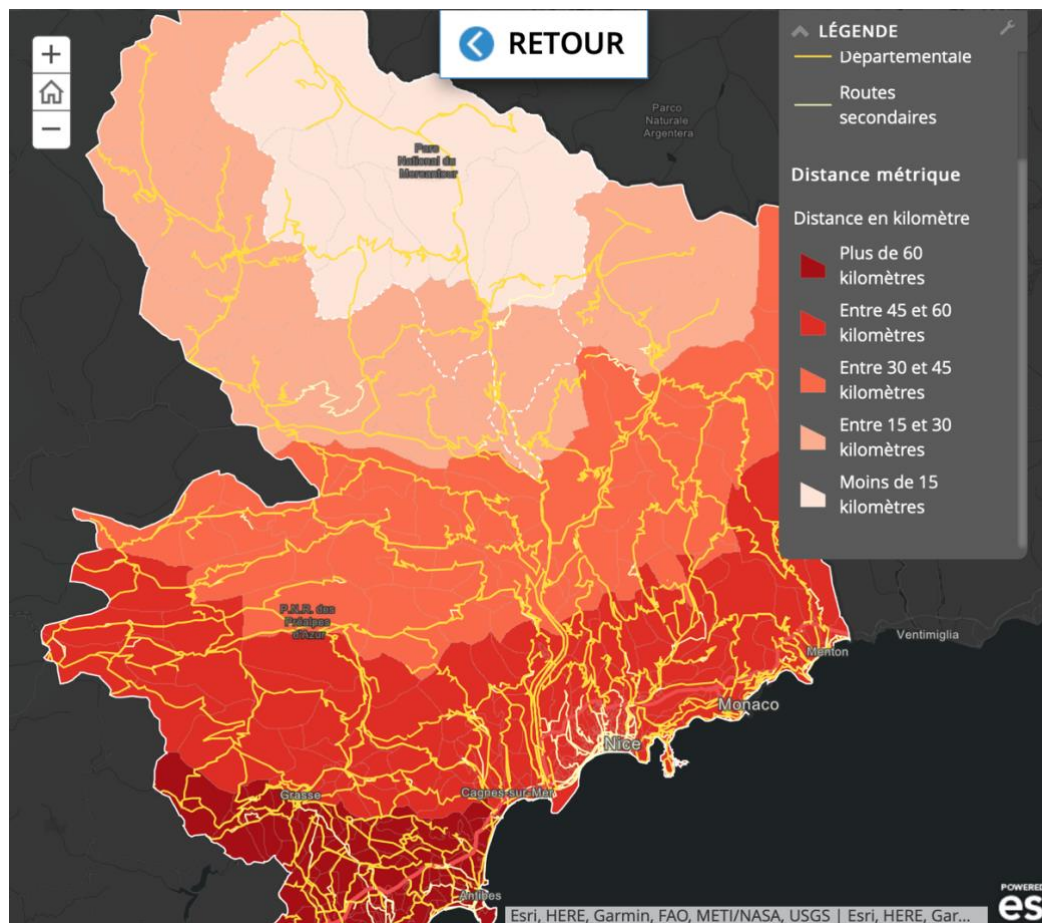 RETOUR
+
−
LÉGENDE
Départementale
Routes
secondaires
Distance métrique
Distance en kilomètre
Plus de 60
kilomètres
Entre 45 et 60
kilomètres
Entre 30 et 45
kilomètres
Entre 15 et 30
kilomètres
Moins de 15
kilomètres
Parco
Naturale
Argentera
Parc
National du
Mercantour
P.N.R. des
Préalpes
d'Azur
Ventimiglia
Menton
Monaco
Nice
Grasse
Cagnes-sur-Mer
Antibes
Esri, HERE, Garmin, FAO, METI/NASA, USGS | Esri, HERE, Gar...
POWERED
es